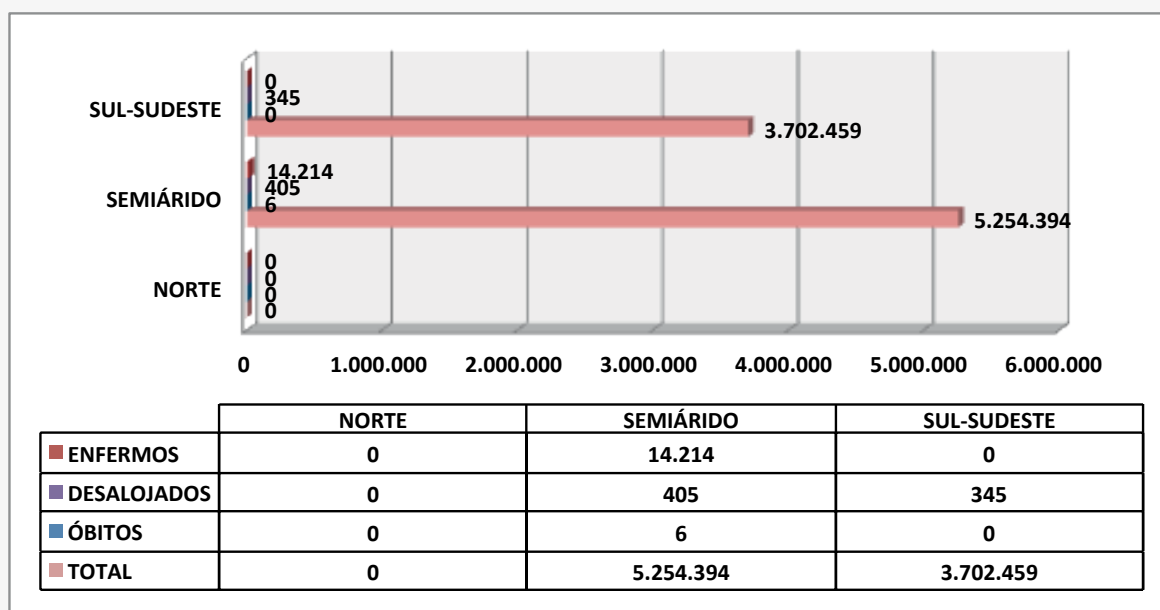 0
345
SUL-SUDESTE
0
3.702.459
14.214
405
SEMIÁRIDO
6
5.254.394
0
0
NORTE
0
0
0 1.000.000 2.000.000 3.000.000 4.000.000 5.000.000 6.000.000
NORTE SEMIÁRIDO SUL-SUDESTE
ENFERMOS 0 14.214 0
DESALOJADOS 0 405 345
ÓBITOS 0 6 0
TOTAL 0 5.254.394 3.702.459